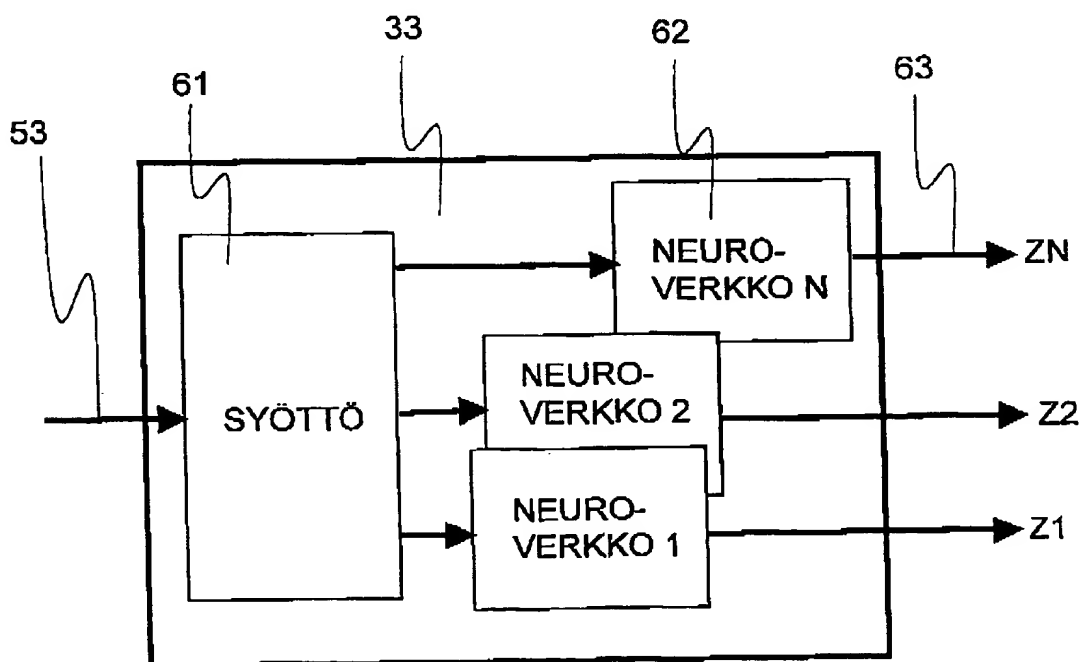 33
62
61
63
53
NEURO-
VERKKO N
ZN
NEURO-
VERKKO 2
Z2
SYÖTTÖ
NEURO-
VERKKO 1
Z1